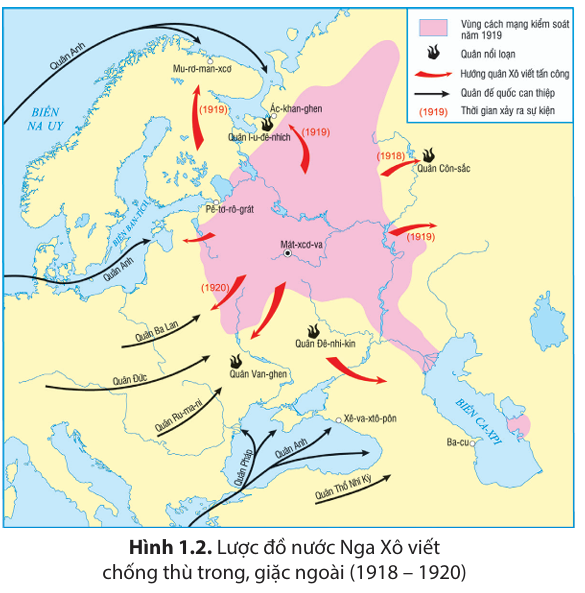 Vùng cách mạng kiểm soát
năm 1919
Quân nổi loạn
Hướng quân Xô viết tấn công
Quân đế quốc can thiệp
(1919) Thời gian xảy ra sự kiện
Quân Anh
Mu-rơ-man-xcơ
BIỂN
NA UY
(1919)
Ác-khan-ghen
Quân I-u-đê-nhích
(1919)
(1918)
Quân Côn-sắc
Pê-tơ-rô-grát
BIỂN BAN-TÍCH
(1919)
Mát-xcơ-va
Quân Anh
(1920)
Quân Ba Lan
Quân Đê-nhi-kin
Quân Đức
Quân Van-ghen
Quân Ru-ma-ni
BIỂN CA-XPI
Xê-va-xtô-pôn
Quân Anh
Quân Pháp
Ba-cu
Quân Thổ Nhĩ Kỳ
Hình 1.2. Lược đồ nước Nga Xô viết
chống thù trong, giặc ngoài (1918 – 1920)